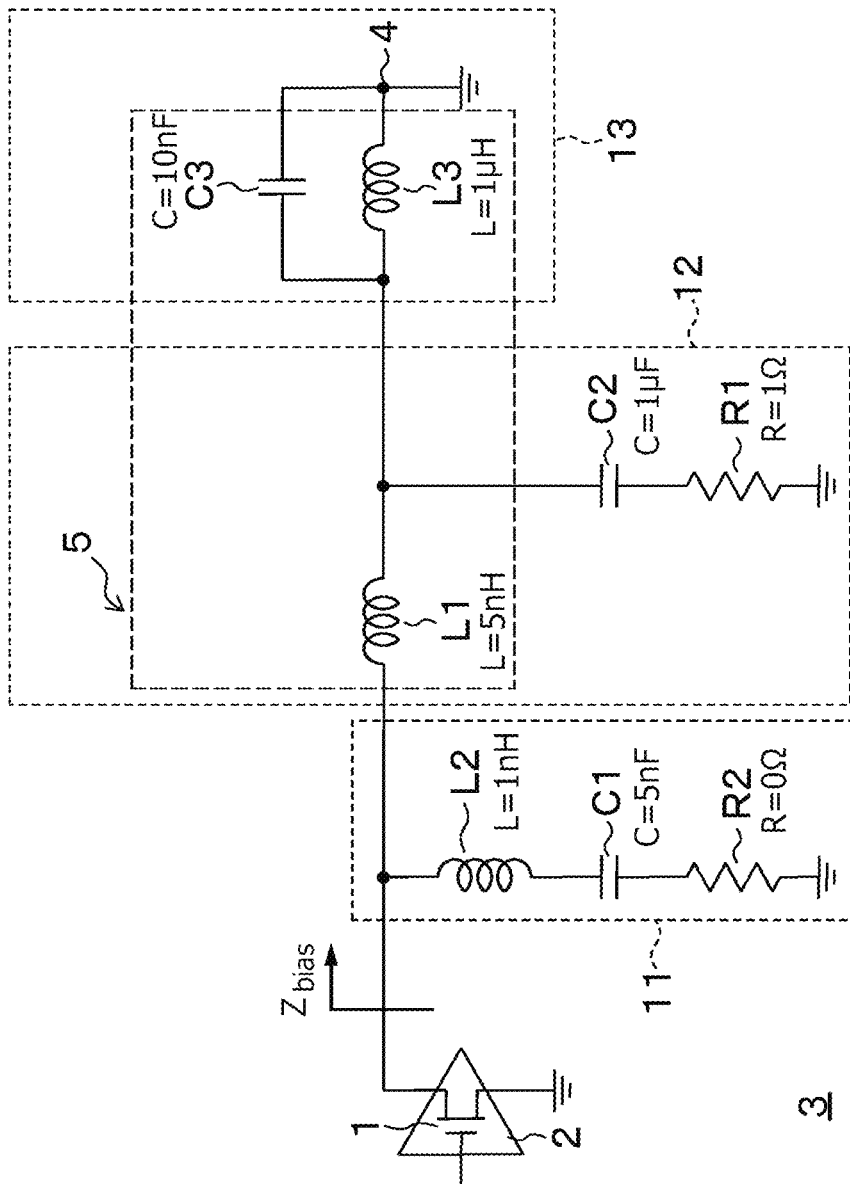 5
C=10nF
C3
4
L3
L=1μH
13
L1
L=5nH
12
C2
C=1μF
R1
R=1Ω
Zbias
L2
L=1nH
C1
C=5nF
R2
R=0Ω
11
1
2
3